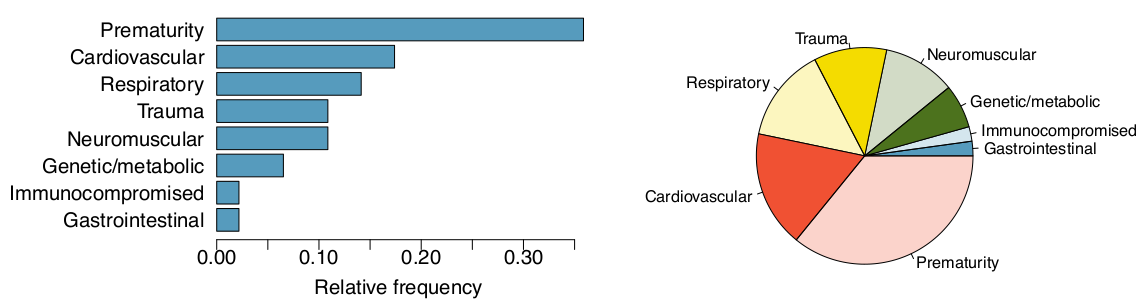 Prematurity
Cardiovascular
Respiratory
Trauma
Neuromuscular
Genetic/metabolic
Immunocompromised
Gastrointestinal
0.00 0.10 0.20 0.30
Relative frequency
Trauma
Neuromuscular
Respiratory
Genetic/metabolic
Immunocompromised
Gastrointestinal
Cardiovascular
Prematurity